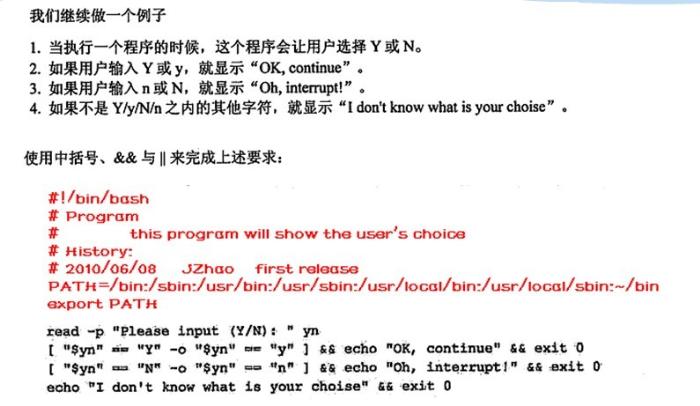 我们继续做一个例子
1. 当执行一个程序的时候，这个程序会让用户选择 Y 或 N。
2. 如果用户输入 Y 或 y，就显示“OK, continue”。
3. 如果用户输入 n 或 N，就显示“Oh, interrupt!”。
4. 如果不是 Y/y/N/n 之内的其他字符，就显示“I don't know what is your choise”。
使用中括号、&& 与 || 来完成上述要求：
#!/bin/bash
# Program
# this program will show the user's choice
# History:
# 2010/06/08 JZhao first release
PATH=/bin:/sbin:/usr/bin:/usr/sbin:/usr/local/bin:/usr/local/sbin:~/bin
export PATH
read -p "Please input (Y/N): " yn
[ "$yn" == "Y" -o "$yn" == "y" ] && echo "OK, continue" && exit 0
[ "$yn" == "N" -o "$yn" == "n" ] && echo "Oh, interrupt!" && exit 0
echo "I don't know what is your choise" && exit 0